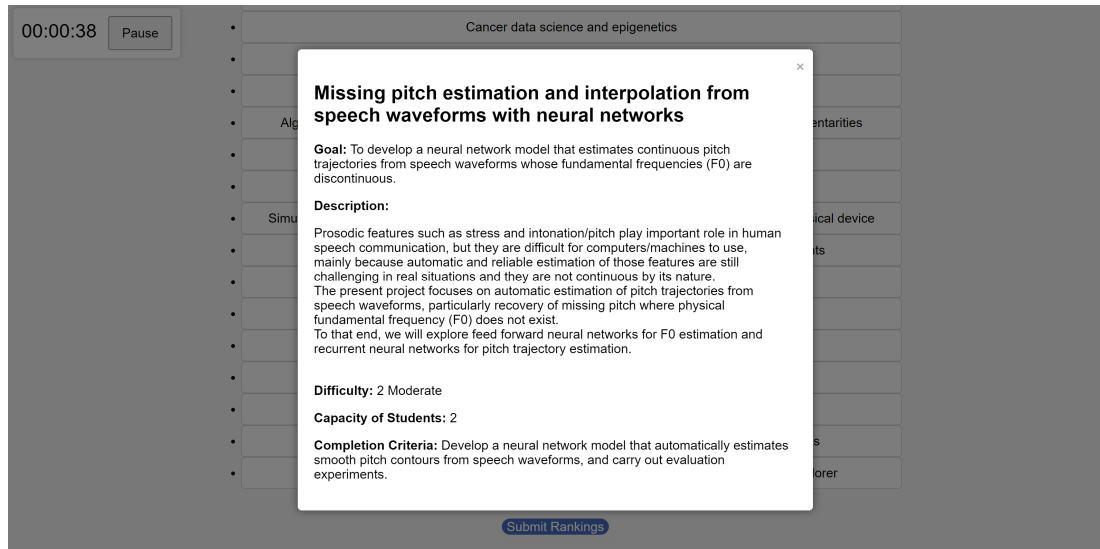 00:00:38
Pause
Cancer data science and epigenetics
×
Missing pitch estimation and interpolation from
speech waveforms with neural networks
Alg
entarities
Goal: To develop a neural network model that estimates continuous pitch
trajectories from speech waveforms whose fundamental frequencies (F0) are
discontinuous.
Description:
Simu
sical device
Prosodic features such as stress and intonation/pitch play important role in human
speech communication, but they are difficult for computers/machines to use,
nts
mainly because automatic and reliable estimation of those features are still
challenging in real situations and they are not continuous by its nature.
The present project focuses on automatic estimation of pitch trajectories from
speech waveforms, particularly recovery of missing pitch where physical
fundamental frequency (F0) does not exist.
To that end, we will explore feed forward neural networks for F0 estimation and
recurrent neural networks for pitch trajectory estimation.
Difficulty: 2 Moderate
Capacity of Students: 2
Completion Criteria: Develop a neural network model that automatically estimates
s
smooth pitch contours from speech waveforms, and carry out evaluation
experiments.
lorer
Submit Rankings